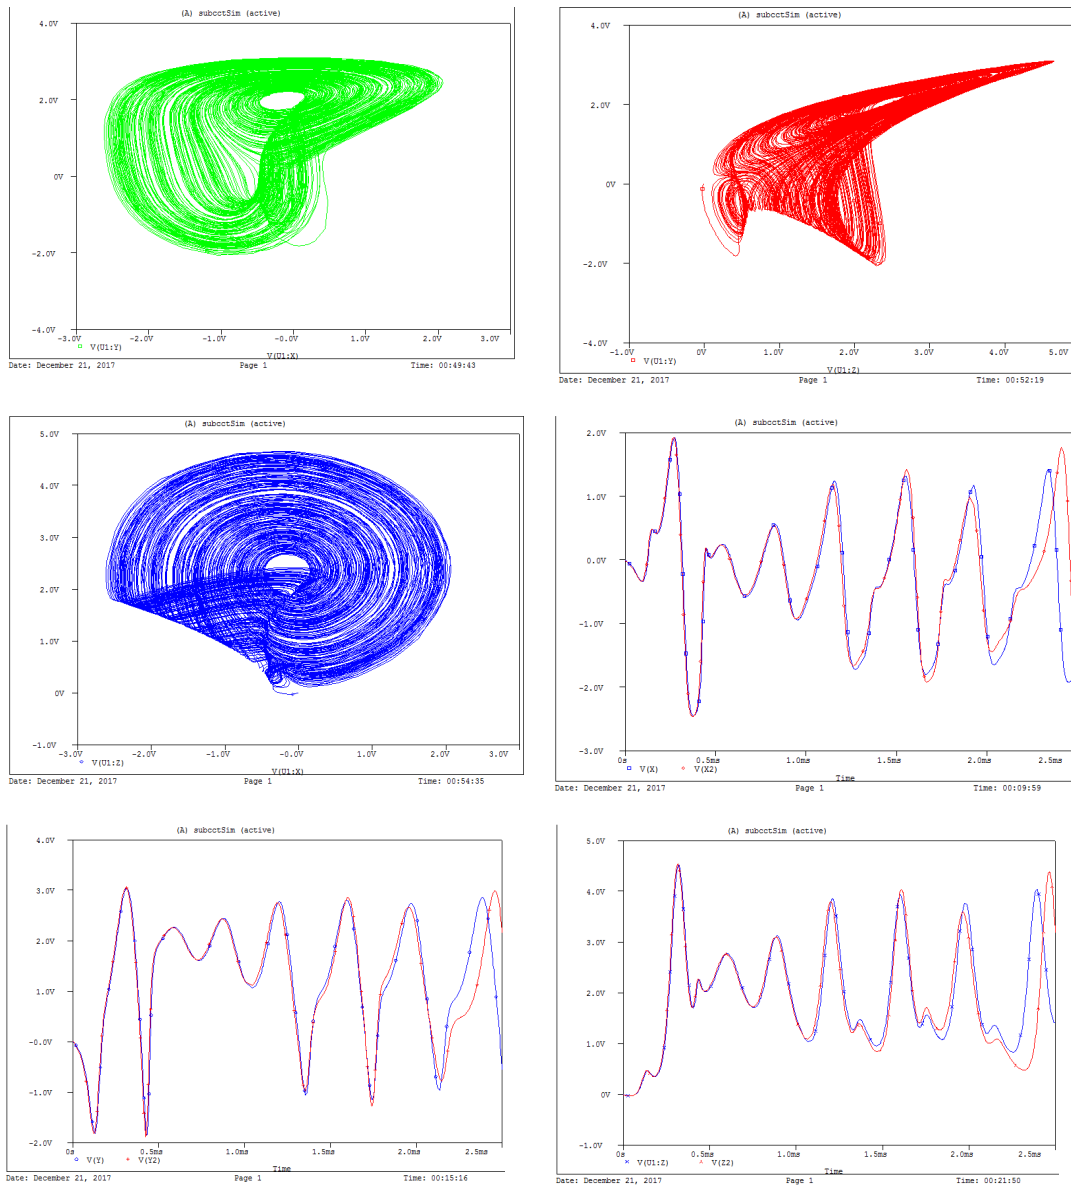 (A) subcctSim (active)
4.0V
2.0V
0V
-2.0V
-4.0V
-3.0V -2.0V -1.0V -0.0V 1.0V 2.0V 3.0V
V(U1:Y)
V(U1:X)
Date: December 21, 2017 Page 1 Time: 00:49:43
(A) subcctSim (active)
4.0V
2.0V
0V
-2.0V
-4.0V
-1.0V 0V 1.0V 2.0V 3.0V 4.0V 5.0V
V(U1:Y)
V(U1:Z)
Date: December 21, 2017 Page 1 Time: 00:52:19
(A) subcctSim (active)
5.0V
4.0V
3.0V
2.0V
1.0V
0V
-1.0V
-3.0V -2.0V -1.0V -0.0V 1.0V 2.0V 3.0V
V(U1:Z)
V(U1:X)
Date: December 21, 2017 Page 1 Time: 00:54:35
(A) subcctSim (active)
2.0V
1.0V
0.0V
-1.0V
-2.0V
-3.0V
0s 0.5ms 1.0ms 1.5ms 2.0ms 2.5ms
V(X) V(X2)
Time
Date: December 21, 2017 Page 1 Time: 00:09:59
(A) subcctSim (active)
4.0V
3.0V
2.0V
1.0V
-0.0V
-1.0V
-2.0V
0s 0.5ms 1.0ms 1.5ms 2.0ms 2.5ms
V(Y) V(Y2)
Time
Date: December 21, 2017 Page 1 Time: 00:15:16
(A) subcctSim (active)
5.0V
4.0V
3.0V
2.0V
1.0V
0V
-1.0V
0s 0.5ms 1.0ms 1.5ms 2.0ms 2.5ms
V(U1:Z) V(Z2)
Time
Date: December 21, 2017 Page 1 Time: 00:21:50